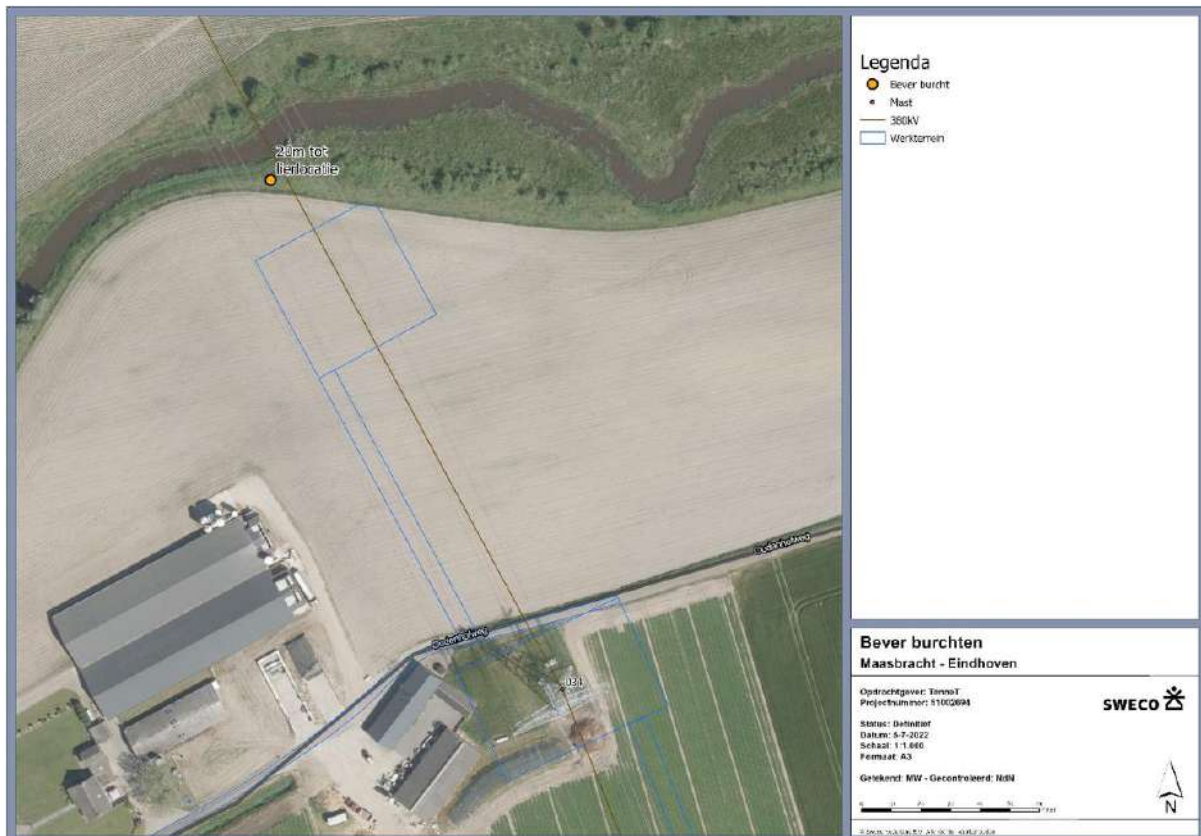 20m tot
lierlocatie
Legenda
Bever burcht
Mast
380kV
Werkterrein
034
Bever burchten
Maasbracht - Eindhoven
Opdrachtgever: TenneT
Projectnummer: 51002694
SWECO
Status: Definitief
Datum: 5-7-2022
Schaal: 1:1.000
Formaat: A3
Getekend: MW - Gecontroleerd: NdN
N